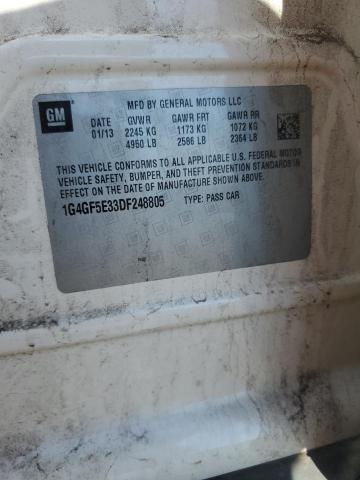 GM
MFD BY GENERAL MOTORS LLC
DATE GVWR GAWR FRT GAWR RR
01/13 2245 KG 1173 KG 1072 KG
4950 LB 2586 LB 2364 LB
THIS VEHICLE CONFORMS TO ALL APPLICABLE U.S. FEDERAL MOTOR
VEHICLE SAFETY, BUMPER, AND THEFT PREVENTION STANDARDS IN
EFFECT ON THE DATE OF MANUFACTURE SHOWN ABOVE.
1G4GF5E33DF248805 TYPE: PASS CAR